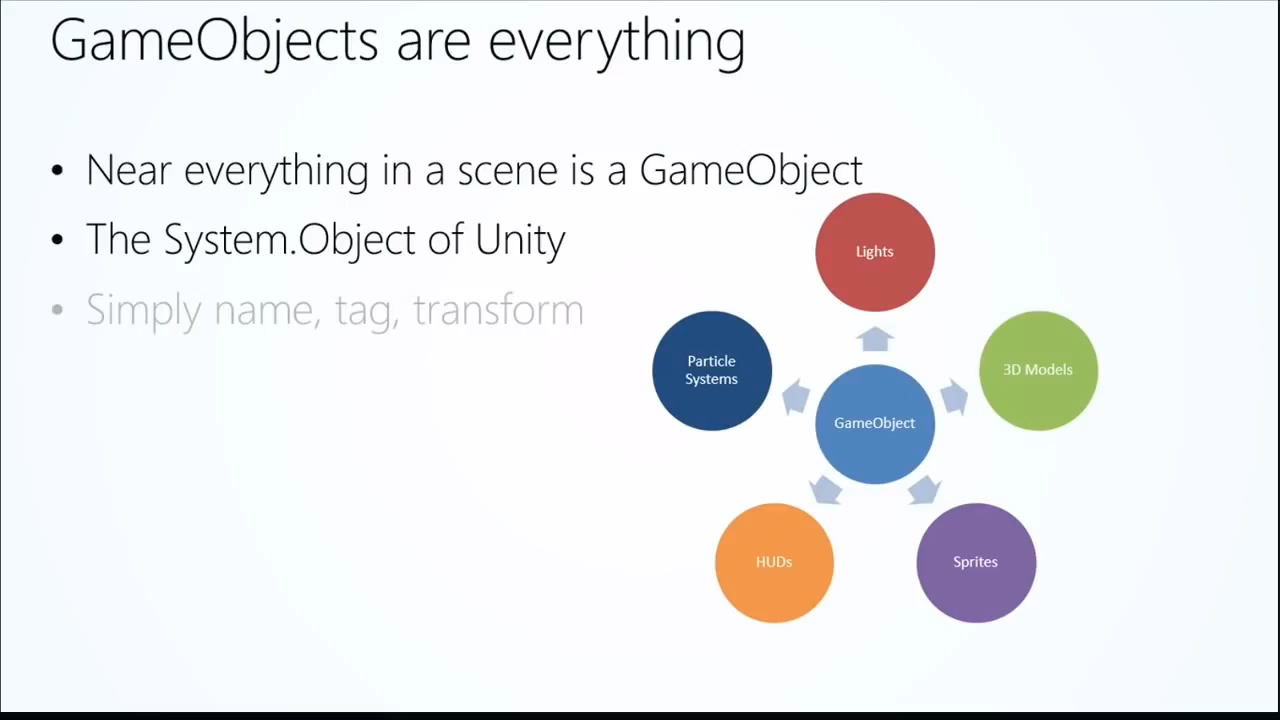 GameObjects are everything
• Near everything in a scene is a GameObject
• The System.Object of Unity
• Simply name, tag, transform
Lights
Particle
Systems
3D Models
GameObject
HUDs
Sprites